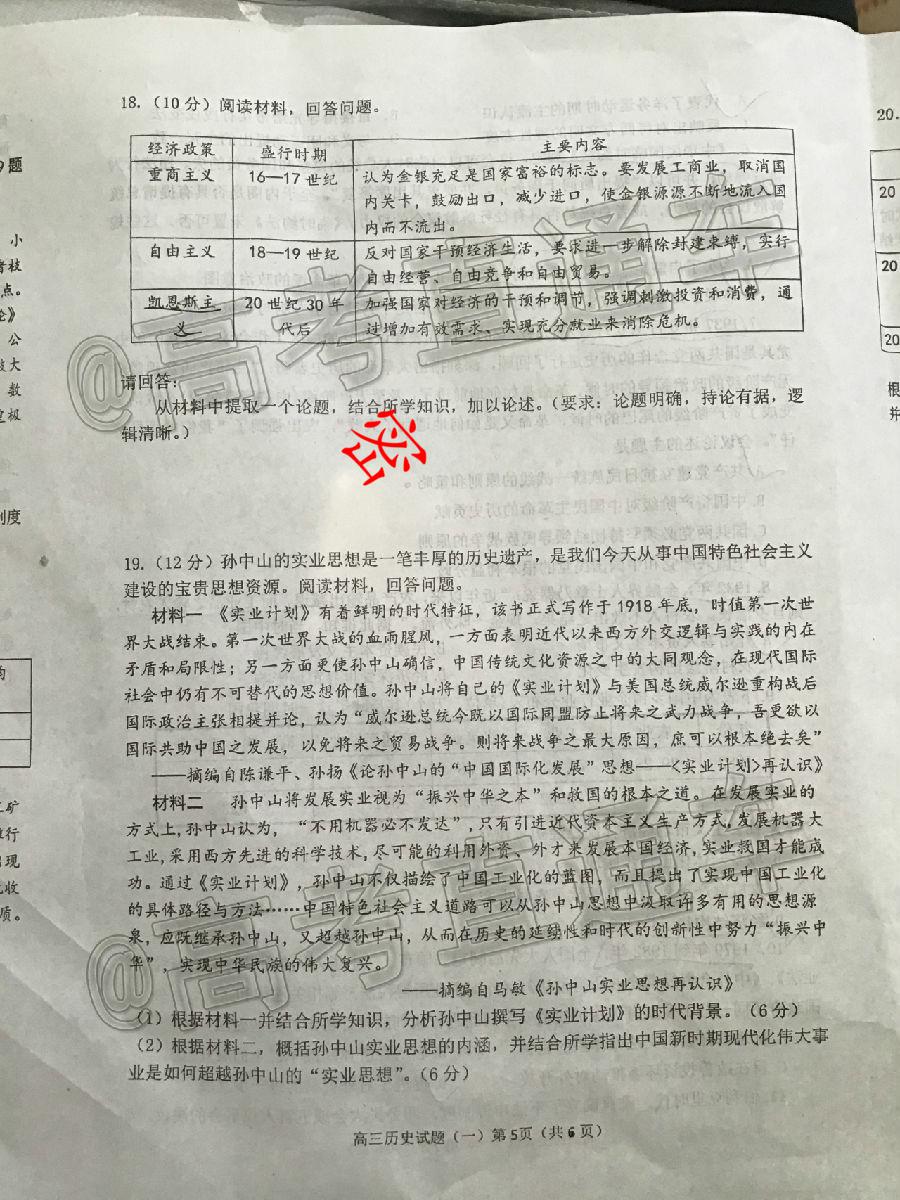 18.（10分）阅读材料，回答问题。
经济政策 盛行时期 主要内容
重商主义 16—17世纪 认为金银充足是国家富裕的标志。要发展工商业，取消国
内关卡，鼓励出口，减少进口，使金银源源不断地流入国
内而不流出。
自由主义 18—19世纪 反对国家干预经济生活，要求进一步解除封建束缚，实行
自由经营、自由竞争和自由贸易。
凯恩斯主 20世纪30年 加强国家对经济的干预和调节，强调刺激投资和消费，通
义 代后 过增加有效需求、实现充分就业来消除危机。
请回答：
从材料中提取一个论题，结合所学知识，加以论述。（要求：论题明确，持论有据，逻
辑清晰。）
密
19.（12分）孙中山的实业思想是一笔丰厚的历史遗产，是我们今天从事中国特色社会主义
建设的宝贵思想资源。阅读材料，回答问题。
材料一 《实业计划》有着鲜明的时代特征，该书正式写作于1918年底，时值第一次世
界大战结束。第一次世界大战的血雨腥风，一方面表明近代以来西方外交逻辑与实践的内在
矛盾和局限性；另一方面更使孙中山确信，中国传统文化资源之中的大同观念，在现代国际
社会中仍有不可替代的思想价值。孙中山将自己的《实业计划》与美国总统威尔逊重构战后
国际政治主张相提并论，认为“威尔逊总统今既以国际同盟防止将来之武力战争，吾更欲以
国际共助中国之发展，以免将来之贸易战争。则将来战争之最大原因，庶可以根本绝去矣”
——摘编自陈谦平、孙扬《论孙中山的“中国国际化发展”思想——<实业计划>再认识》
材料二 孙中山将发展实业视为“振兴中华之本”和救国的根本之道。在发展实业的
方式上，孙中山认为，“不用机器必不发达”，只有引进近代资本主义生产方式，发展机器大
工业，采用西方先进的科学技术，尽可能的利用外资、外才来发展本国经济，实业救国才能成
功。通过《实业计划》，孙中山不仅描绘了中国工业化的蓝图，而且提出了实现中国工业化
的具体路径与方法……中国特色社会主义道路可以从孙中山思想中汲取许多有用的思想源
泉，应既继承孙中山，又超越孙中山，从而在历史的延续性和时代的创新性中努力“振兴中
华”，实现中华民族的伟大复兴。
——摘编自马敏《孙中山实业思想再认识》
（1）根据材料一并结合所学知识，分析孙中山撰写《实业计划》的时代背景。（6分）
（2）根据材料二，概括孙中山实业思想的内涵，并结合所学指出中国新时期现代化伟大事
业是如何超越孙中山的“实业思想”。（6分）
高三历史试题（一）第5页（共6页）
@高考直通车
@高考直通车
20.
20
20
20
根
并
9题
小
者枝
点。
论》
公
数
制度
矿
推行
出现
无收
质。